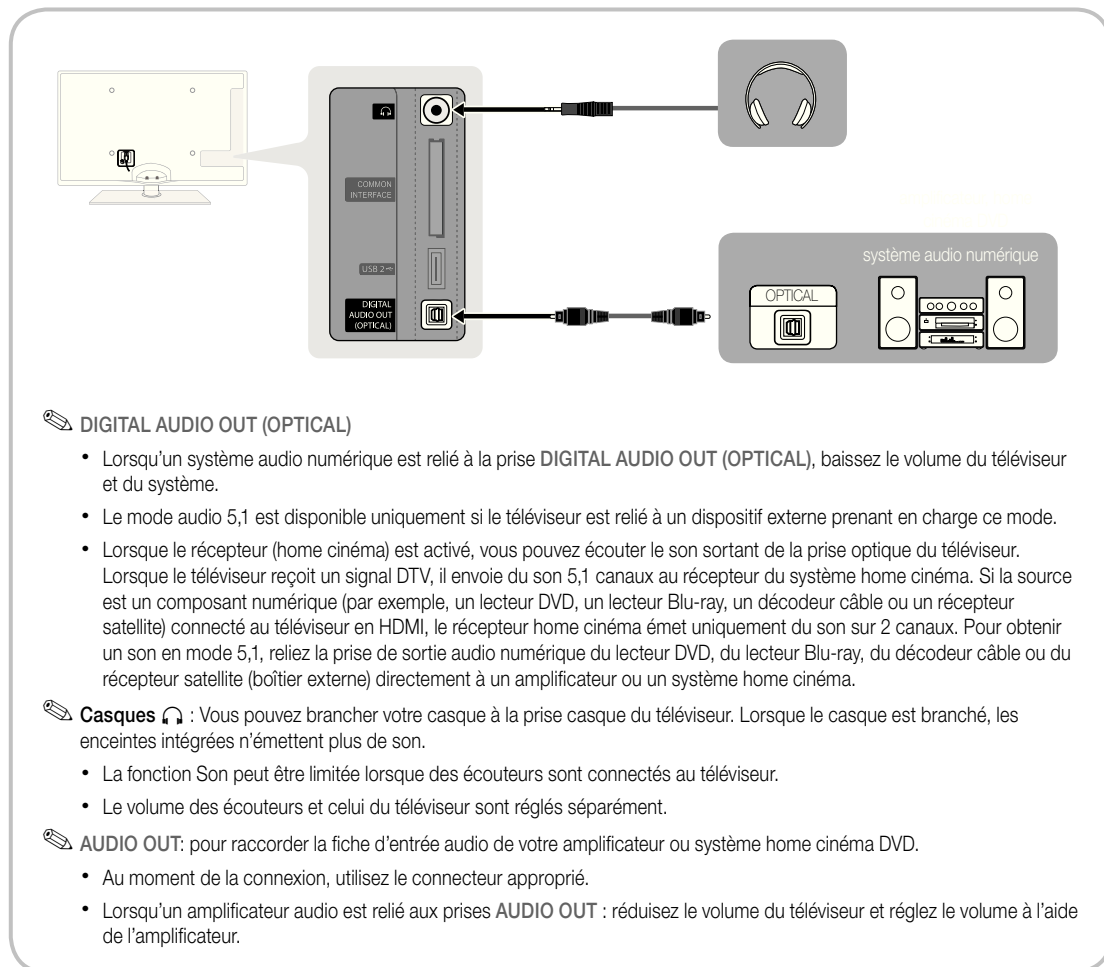 COMMON
INTERFACE
USB 2
DIGITAL
AUDIO OUT
(OPTICAL)
système audio numérique
OPTICAL
DIGITAL AUDIO OUT (OPTICAL)
• Lorsqu’un système audio numérique est relié à la prise DIGITAL AUDIO OUT (OPTICAL), baissez le volume du téléviseur
et du système.
• Le mode audio 5,1 est disponible uniquement si le téléviseur est relié à un dispositif externe prenant en charge ce mode.
• Lorsque le récepteur (home cinéma) est activé, vous pouvez écouter le son sortant de la prise optique du téléviseur.
Lorsque le téléviseur reçoit un signal DTV, il envoie du son 5,1 canaux au récepteur du système home cinéma. Si la source
est un composant numérique (par exemple, un lecteur DVD, un lecteur Blu-ray, un décodeur câble ou un récepteur
satellite) connecté au téléviseur en HDMI, le récepteur home cinéma émet uniquement du son sur 2 canaux. Pour obtenir
un son en mode 5,1, reliez la prise de sortie audio numérique du lecteur DVD, du lecteur Blu-ray, du décodeur câble ou du
récepteur satellite (boîtier externe) directement à un amplificateur ou un système home cinéma.
Casques : Vous pouvez brancher votre casque à la prise casque du téléviseur. Lorsque le casque est branché, les
enceintes intégrées n’émettent plus de son.
• La fonction Son peut être limitée lorsque des écouteurs sont connectés au téléviseur.
• Le volume des écouteurs et celui du téléviseur sont réglés séparément.
AUDIO OUT: pour raccorder la fiche d’entrée audio de votre amplificateur ou système home cinéma DVD.
• Au moment de la connexion, utilisez le connecteur approprié.
• Lorsqu’un amplificateur audio est relié aux prises AUDIO OUT : réduisez le volume du téléviseur et réglez le volume à l’aide
de l’amplificateur.